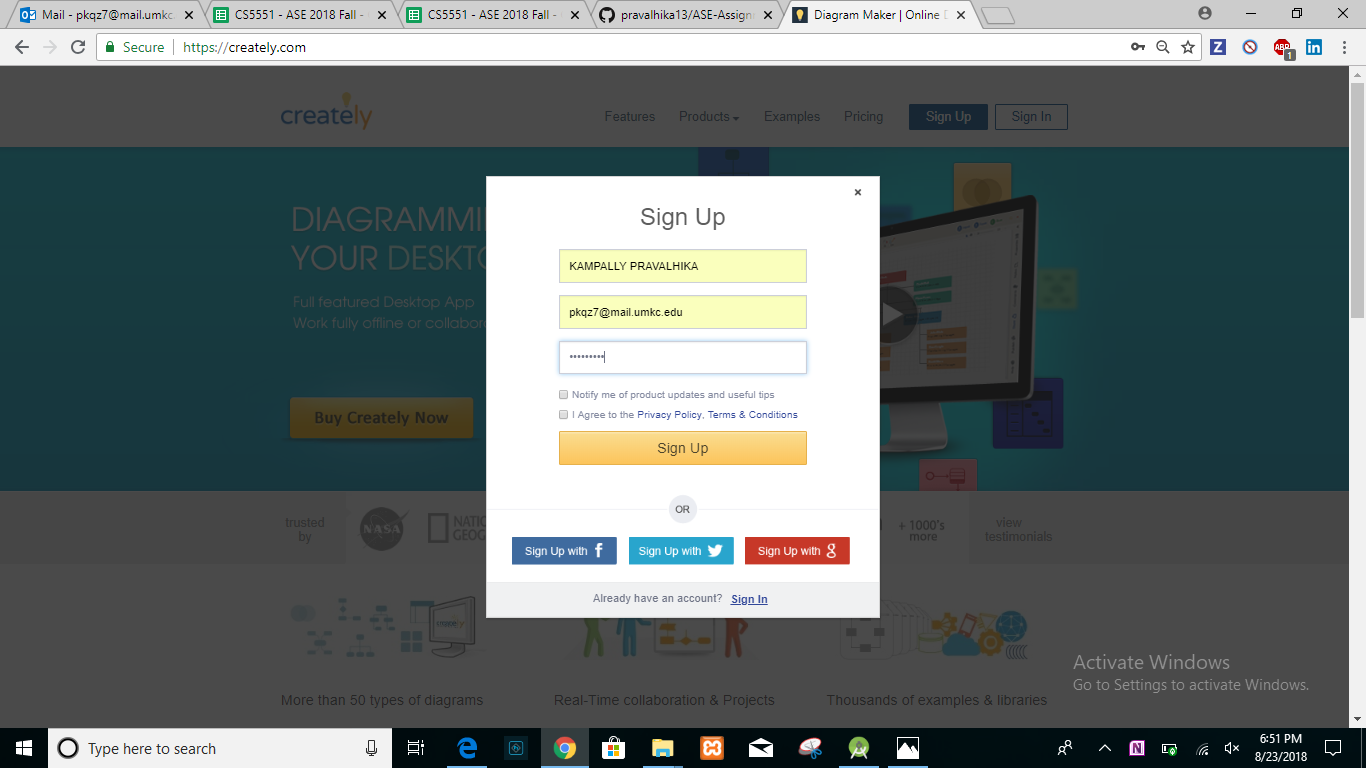 Mail - pkqz7@mail.umkc.
CS5551 - ASE 2018 Fall -
CS5551 - ASE 2018 Fall -
pravalhika13/ASE-Assign
Diagram Maker | Online D
Secure
https://creately.com
Z
ABP
1
in
creately
Features
Products
Examples
Pricing
Sign Up
Sign In
DIAGRAMMI
YOUR DESKTO
Full featured Desktop App
Work fully offline or collabor
Buy Creately Now
Sign Up
KAMPALLY PRAVALHIKA
pkqz7@mail.umkc.edu
•••••••••
Notify me of product updates and useful tips
I Agree to the Privacy Policy, Terms & Conditions
Sign Up
OR
Sign Up with f
Sign Up with
Sign Up with g
Already have an account? Sign In
trusted
by
NASA
NATION
GEOG
+ 1000's
more
view
testimonials
creately
More than 50 types of diagrams
Real-Time collaboration & Projects
Thousands of examples & libraries
Activate Windows
Go to Settings to activate Windows.
Type here to search
6:51 PM
8/23/2018